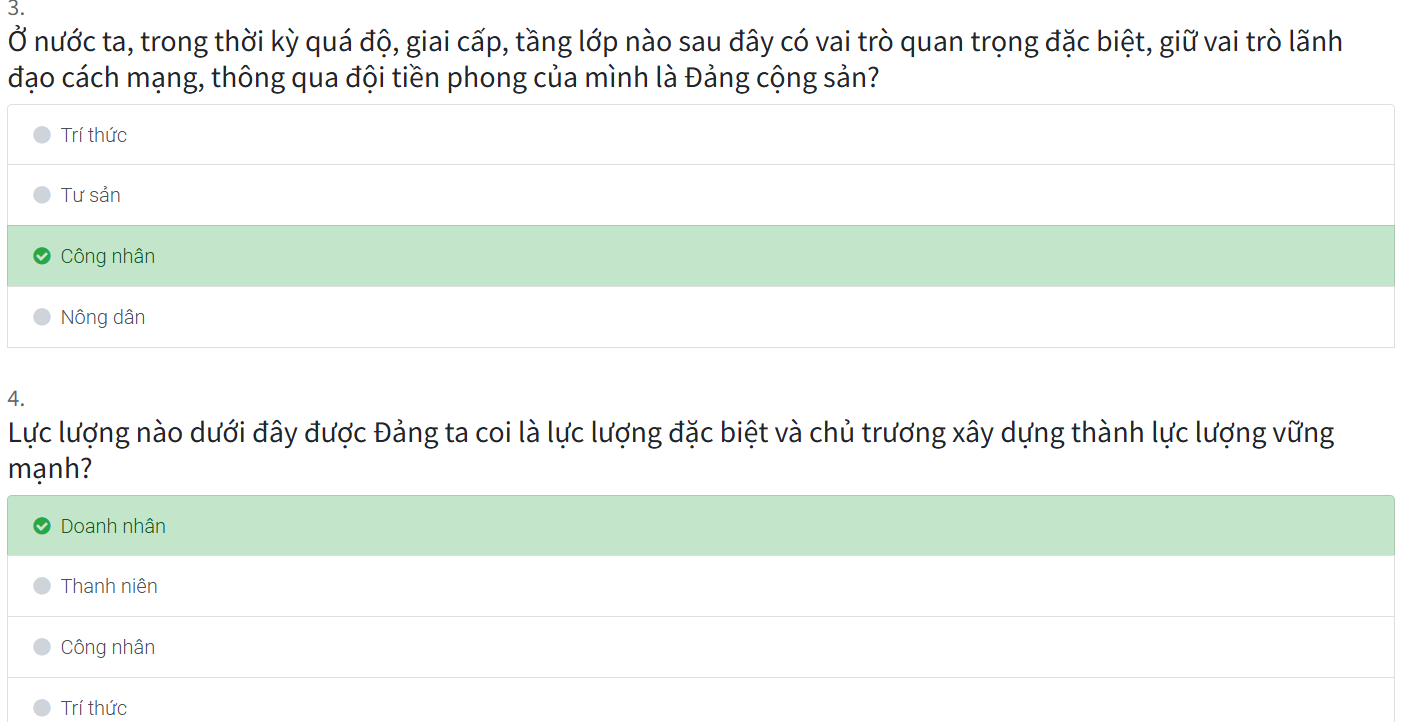 3.
Ở nước ta, trong thời kỳ quá độ, giai cấp, tầng lớp nào sau đây có vai trò quan trọng đặc biệt, giữ vai trò lãnh
đạo cách mạng, thông qua đội tiền phong của mình là Đảng cộng sản?
Trí thức
Tư sản
Công nhân
Nông dân
4.
Lực lượng nào dưới đây được Đảng ta coi là lực lượng đặc biệt và chủ trương xây dựng thành lực lượng vững
mạnh?
Doanh nhân
Thanh niên
Công nhân
Trí thức